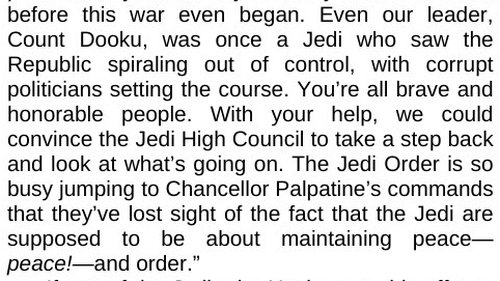 before this war even began. Even our leader,
Count Dooku, was once a Jedi who saw the
Republic spiraling out of control, with corrupt
politicians setting the course. You’re all brave and
honorable people. With your help, we could
convince the Jedi High Council to take a step back
and look at what’s going on. The Jedi Order is so
busy jumping to Chancellor Palpatine’s commands
that they’ve lost sight of the fact that the Jedi are
supposed to be about maintaining peace—
peace!—and order.”